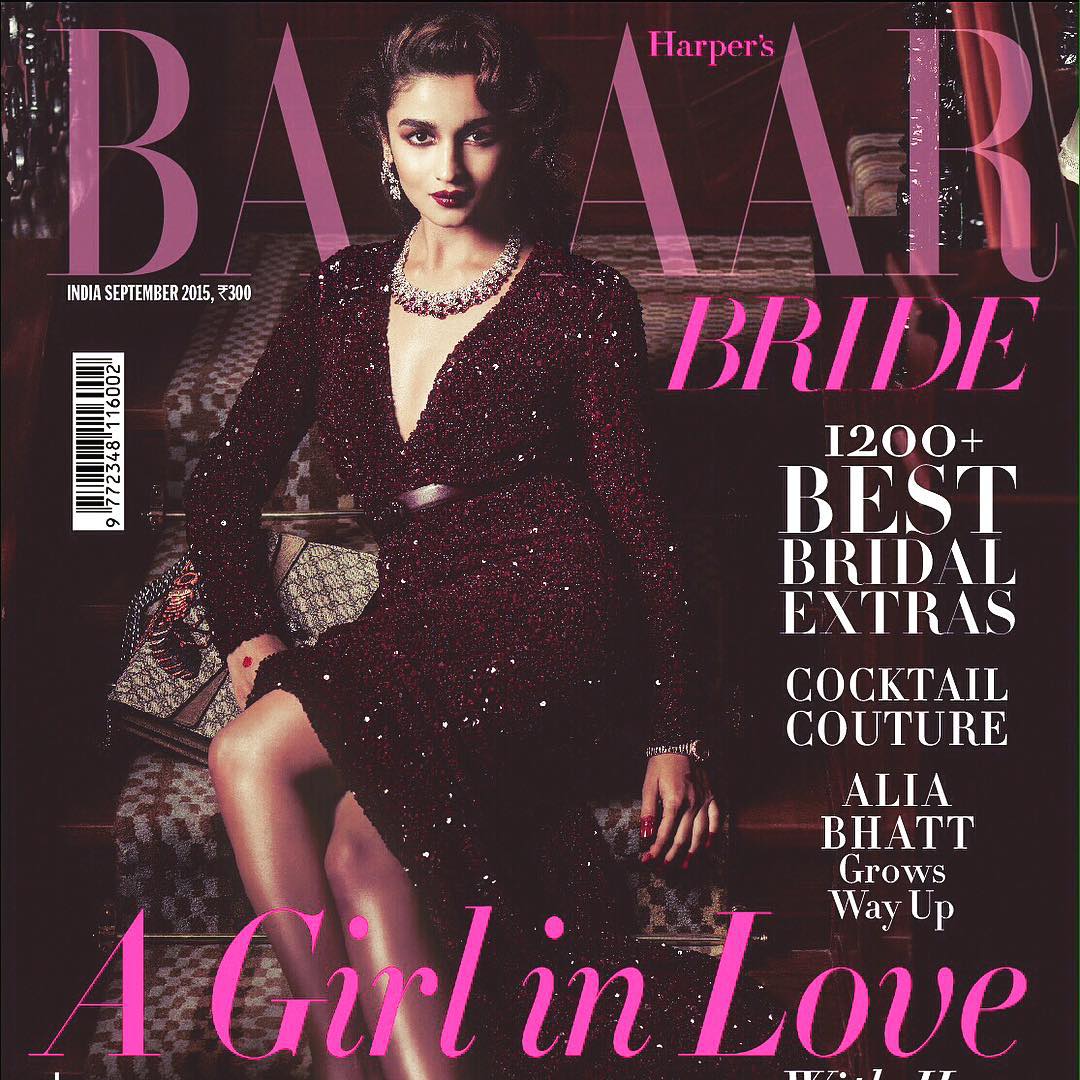 Harper's
BAZAAR
INDIA SEPTEMBER 2015, ₹300
BRIDE
9 772348 116002
1200+
BEST
BRIDAL
EXTRAS
COCKTAIL
COUTURE
ALIA
BHATT
Grows
Way Up
A Girl in Love